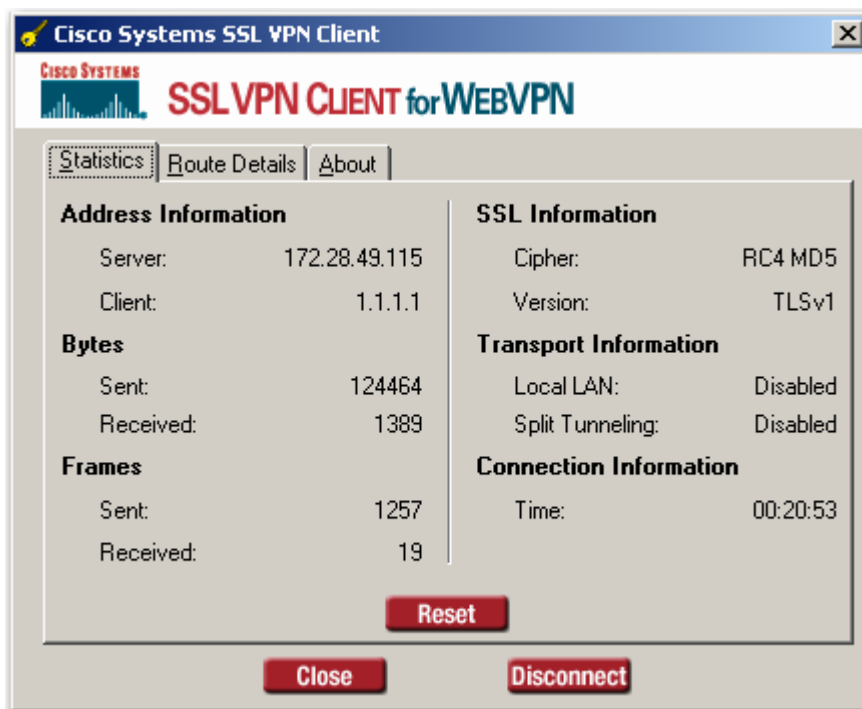 Cisco Systems SSL VPN Client
CISCO SYSTEMS
SSL VPN CLIENT for WEBVPN
Statistics Route Details About
Address Information
Server: 172.28.49.115
Client: 1.1.1.1
Bytes
Sent: 124464
Received: 1389
Frames
Sent: 1257
Received: 19
SSL Information
Cipher: RC4 MD5
Version: TLSv1
Transport Information
Local LAN: Disabled
Split Tunneling: Disabled
Connection Information
Time: 00:20:53
Reset
Close Disconnect